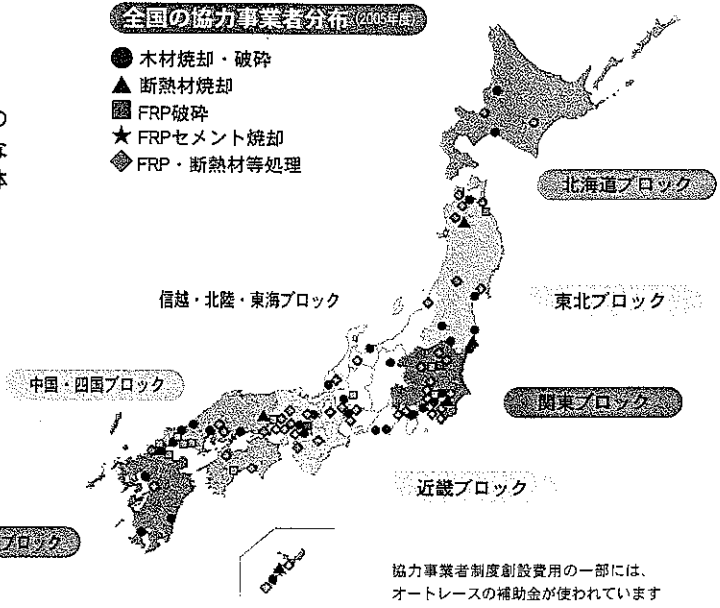 全国の協力事業者分布(2005年度)
● 木材焼却・破砕
▲ 断熱材焼却
■ FRP破砕
★ FRPセメント焼却
◆ FRP・断熱材等処理
の
な
体
北海道ブロック
信越・北陸・東海ブロック
東北ブロック
中国・四国ブロック
関東ブロック
近畿ブロック
ブロック
協力事業者制度創設費用の一部には、
オートレースの補助金が使われています